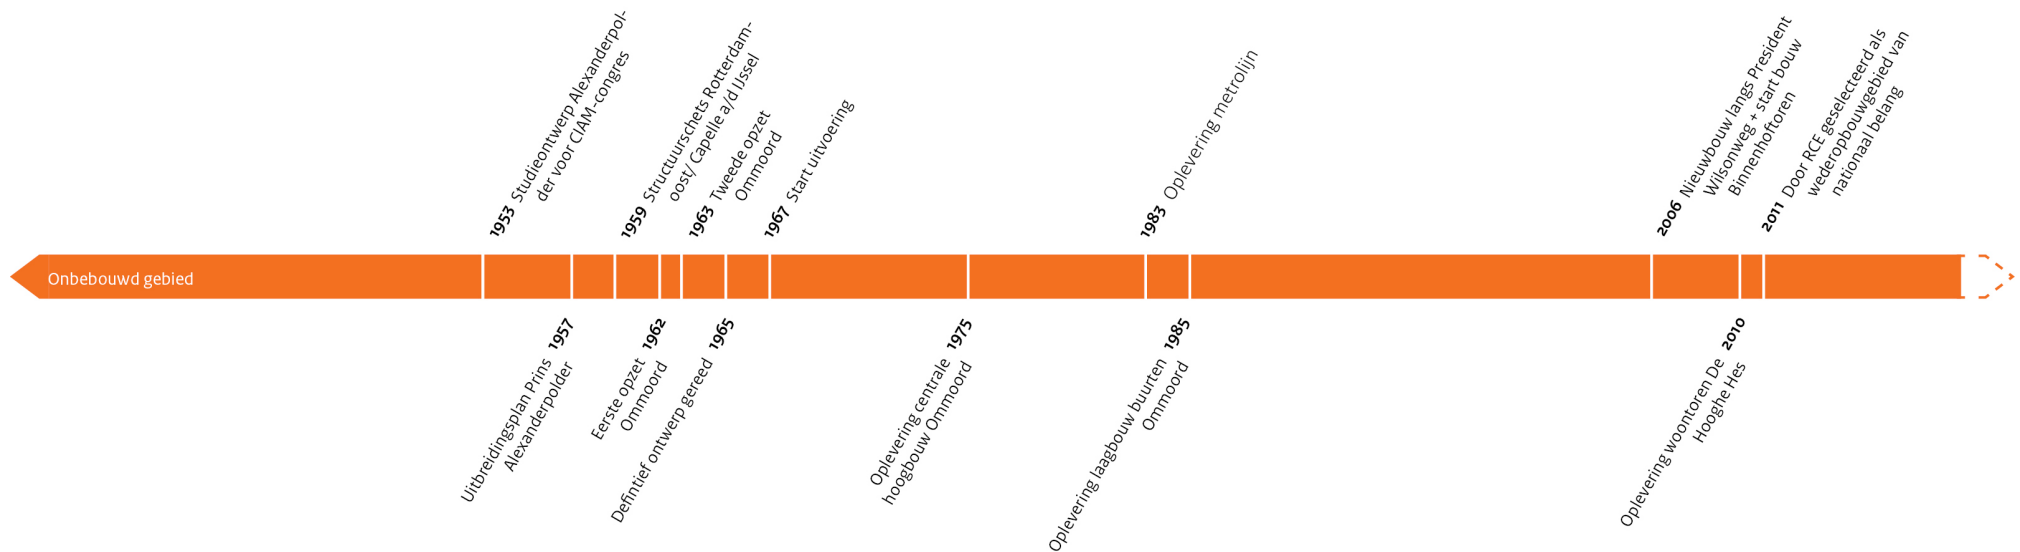 1953 Studieontwerp Alexanderpol-
der voor CIAM-congres
1959 Structuurschets Rotterdam-
oost/ Capelle a/d IJssel
1963 Tweede opzet
Ommoord
1967 Start uitvoering
1983 Oplevering metrolijn
2006 Nieuwbouw langs President
Wilsonweg + start bouw
Binnenhoftoren
2011 Door RCE geselecteerd als
wederopbouwgebied van
nationaal belang
Onbebouwd gebied
Uitbreidingsplan Prins 1957
Alexanderpolder
Eerste opzet 1962
Ommoord
Defintief ontwerp gereed 1965
Oplevering centrale 1975
hoogbouw Ommoord
Oplevering laagbouw buurten 1985
Ommoord
Oplevering woontoren De 2010
Hooghe Hes